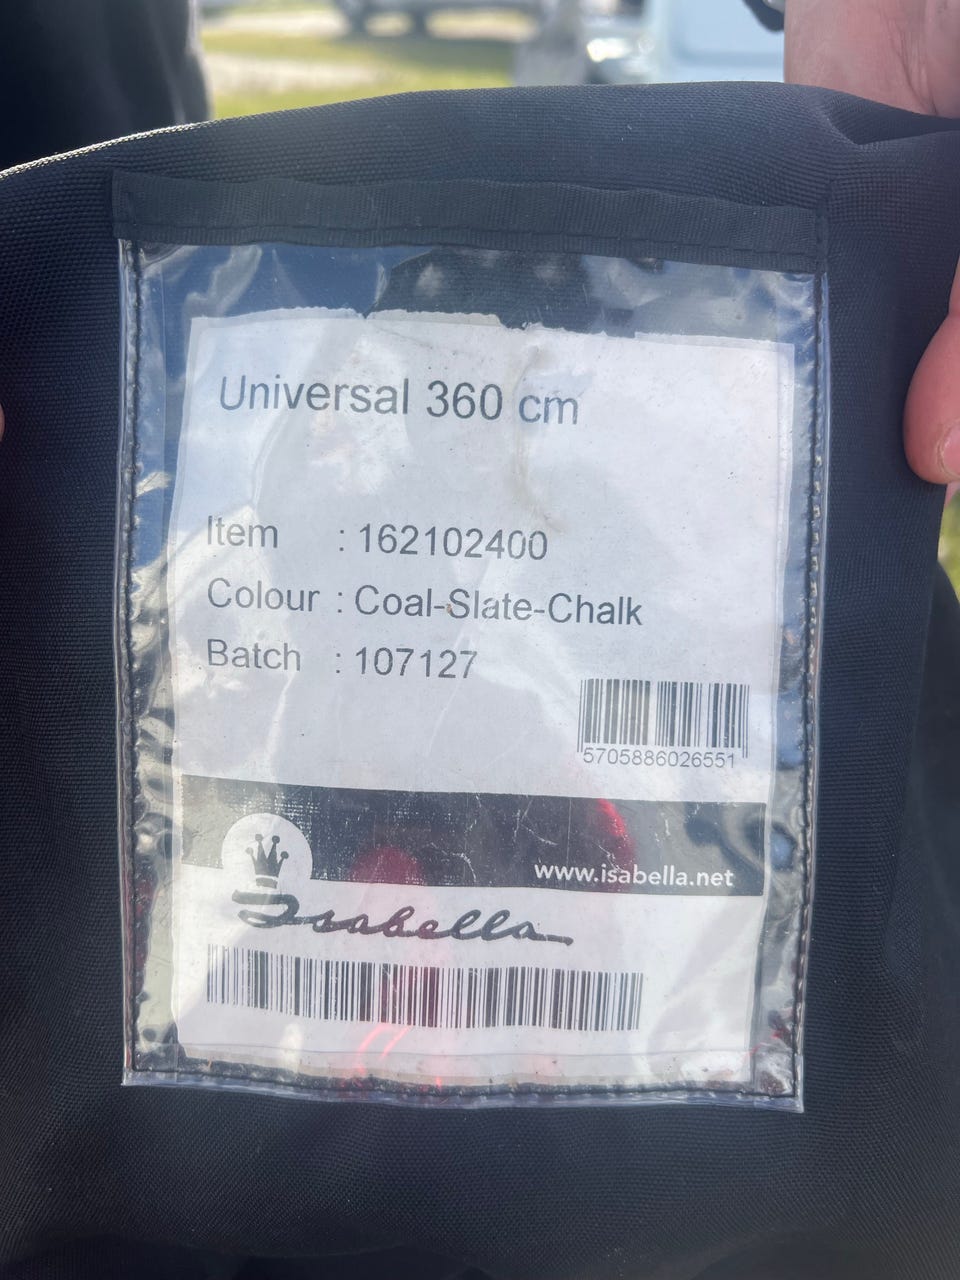 Universal 360 cm
Item : 162102400
Colour : Coal-Slate-Chalk
Batch : 107127
5705886026551
www.isabella.net
Isabella